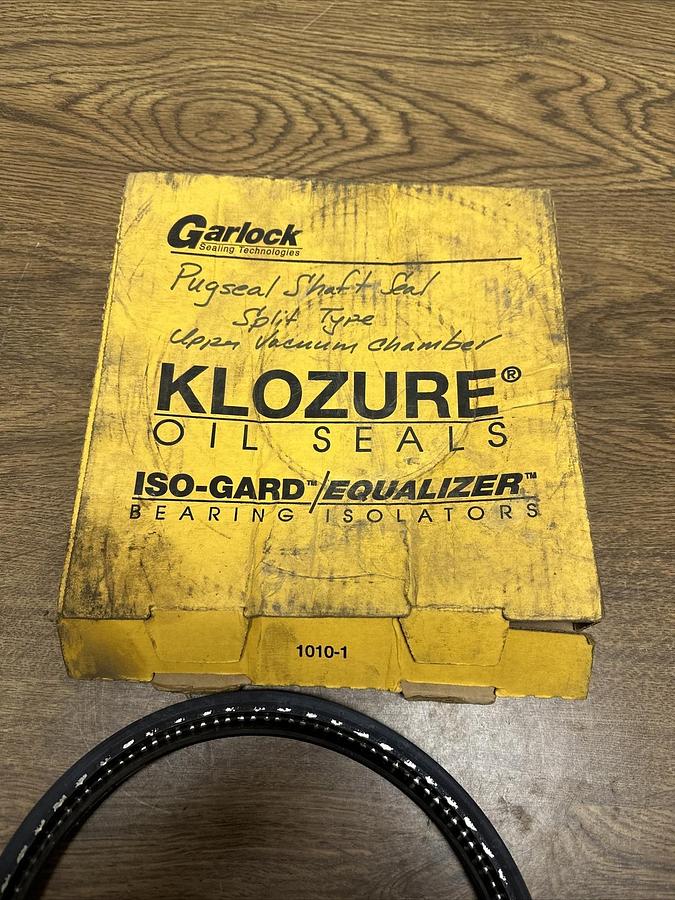 Garlock
Sealing Technologies
Pugseal Shaft Seal
Split Type
Upper Vacuum Chamber
KLOZURE®
OIL SEALS
ISO-GARD™/EQUALIZER™
BEARING ISOLATORS
1010-1